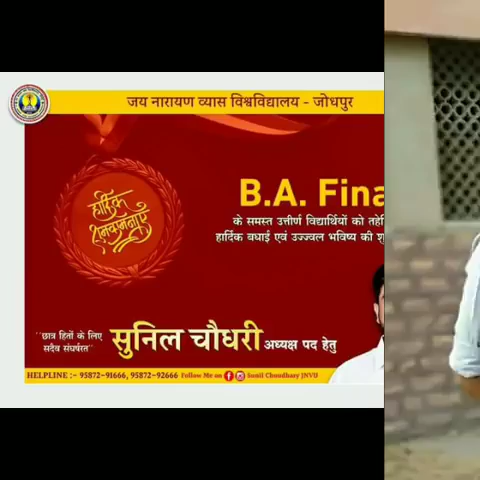 जय नारायण व्यास विश्वविद्यालय - जोधपुर
हार्दिक
शुभकामनाएँ
B.A. Fina
के समस्त उत्तीर्ण विद्यार्थियों को तहे
हार्दिक बधाई एवं उज्ज्वल भविष्य की
"छात्र हितों के लिए
सदैव संघर्षरत"
सुनिल चौधरी अध्यक्ष पद हेतु
HELPLINE :- 95872-91666, 95872-92666 Follow Me on Sunil Choudhary JNVU